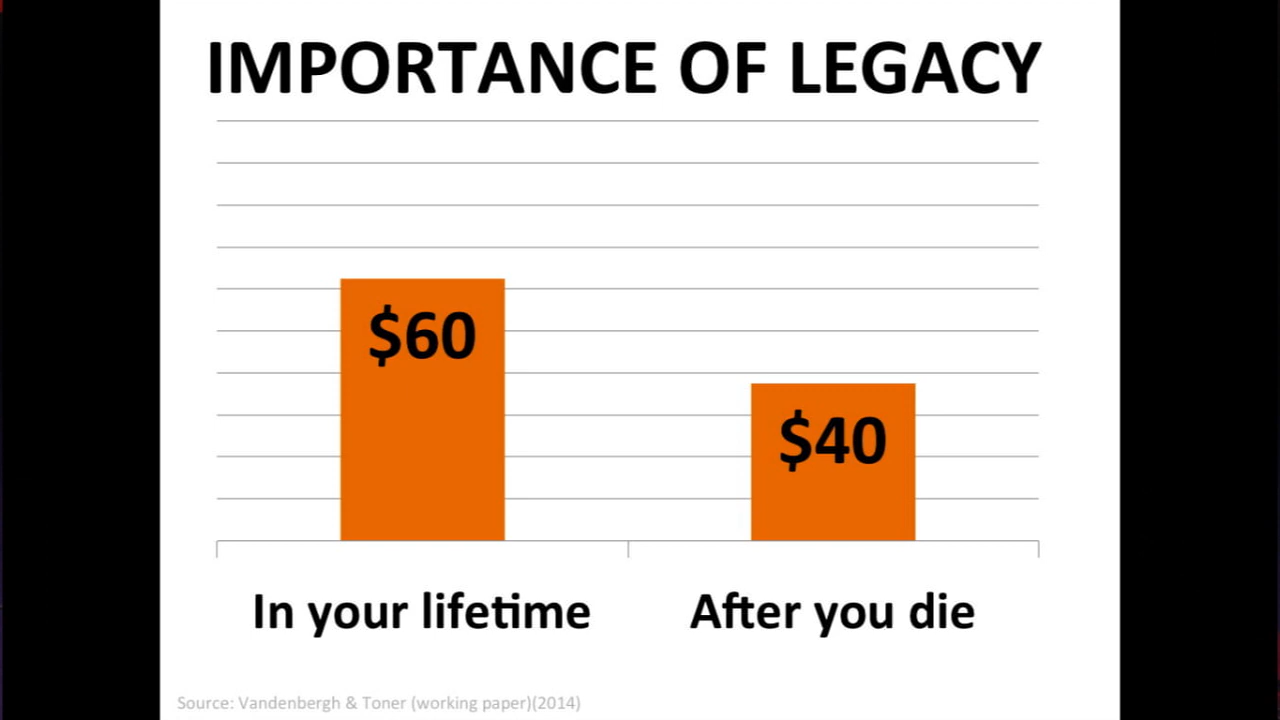 IMPORTANCE OF LEGACY
$60
$40
In your lifetime
After you die
Source: Vandenbergh & Toner (working paper)(2014)